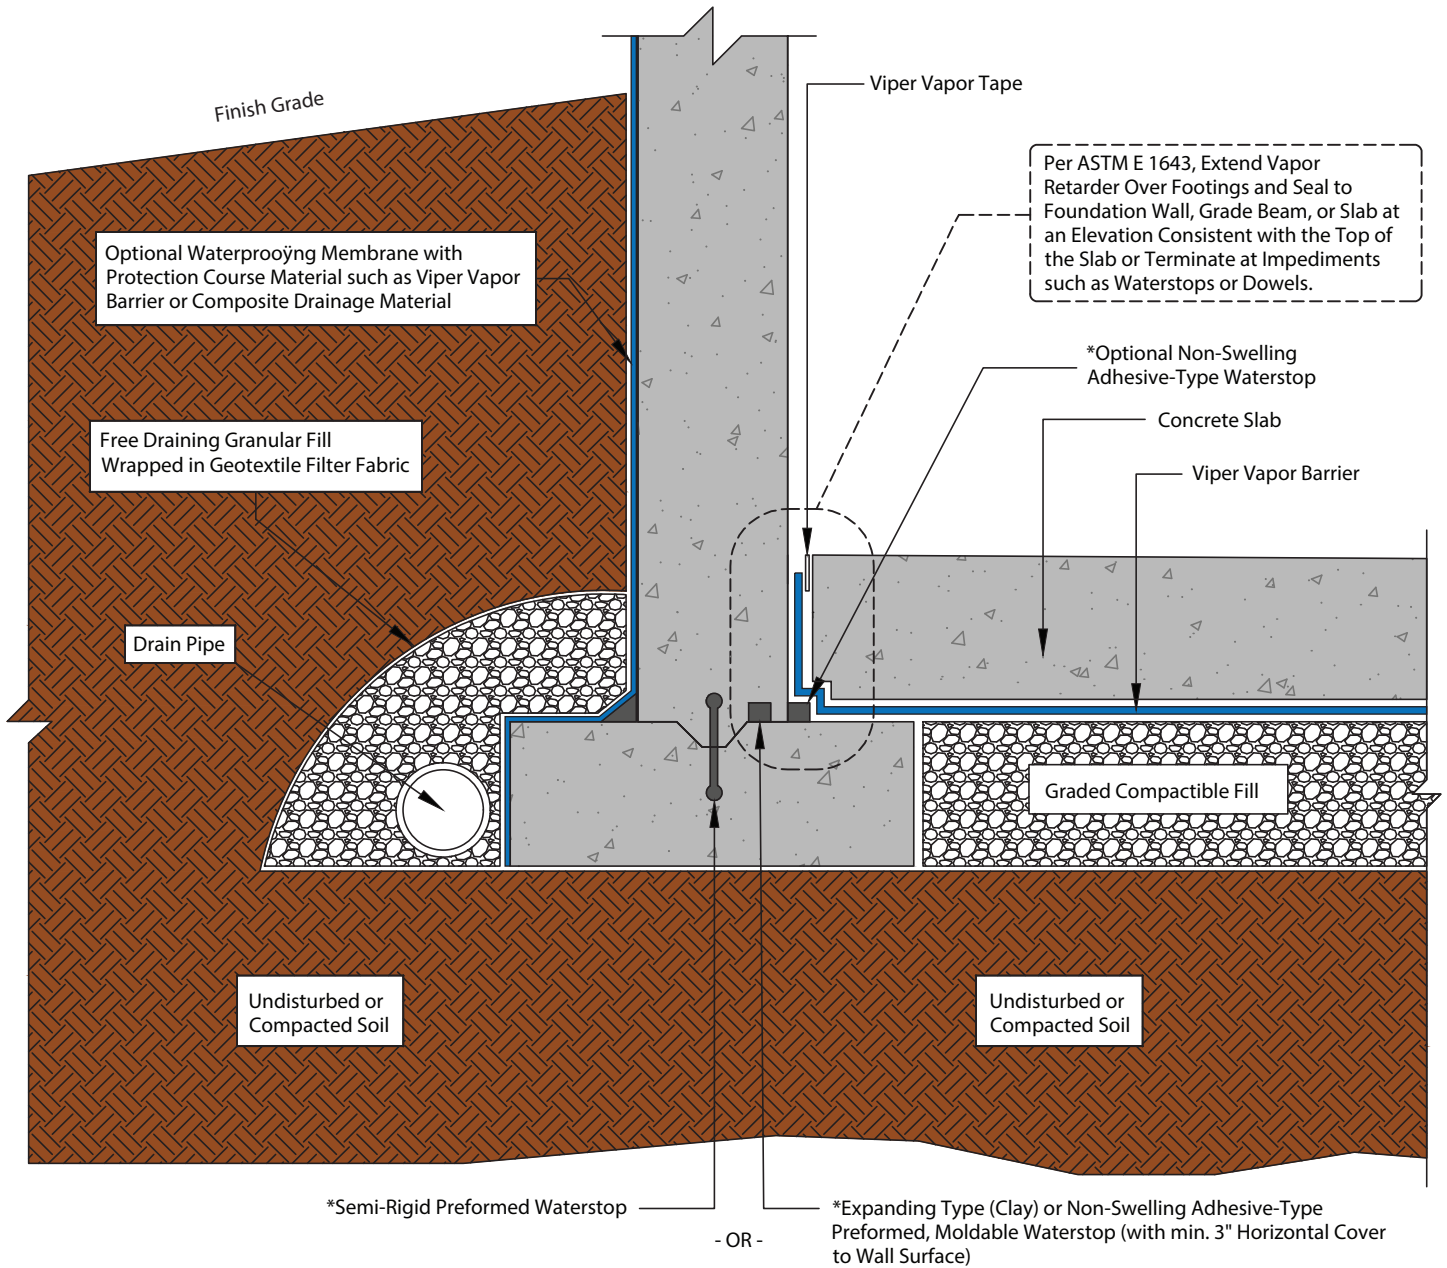 Finish Grade
Viper Vapor Tape
Per ASTM E 1643, Extend Vapor
Retarder Over Footings and Seal to
Foundation Wall, Grade Beam, or Slab at
an Elevation Consistent with the Top of
the Slab or Terminate at Impediments
such as Waterstops or Dowels.
Optional Waterprooÿng Membrane with
Protection Course Material such as Viper Vapor
Barrier or Composite Drainage Material
*Optional Non-Swelling
Adhesive-Type Waterstop
Concrete Slab
Free Draining Granular Fill
Wrapped in Geotextile Filter Fabric
Viper Vapor Barrier
Drain Pipe
Graded Compactible Fill
Undisturbed or
Compacted Soil
Undisturbed or
Compacted Soil
*Semi-Rigid Preformed Waterstop
- OR -
*Expanding Type (Clay) or Non-Swelling Adhesive-Type
Preformed, Moldable Waterstop (with min. 3" Horizontal Cover
to Wall Surface)